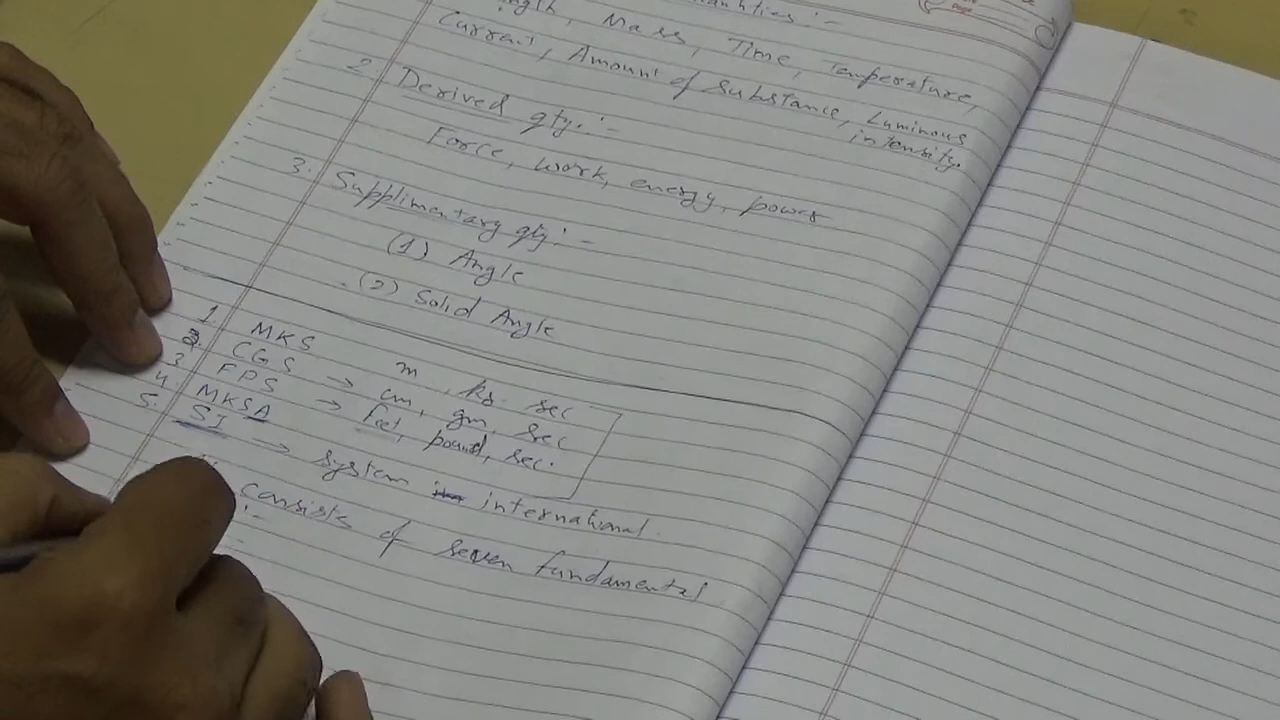 Mass, Time, Temperature,
Current, Amount of Substance, Luminous
intensity.
2. Derived qty. :-
Force, work, energy, power
3. Supplimentary qty :-
(1) Angle
(2) Solid Angle
1. MKS m, kg. sec
2. CGS → cm, gm, sec
3. FPS → feet, pound, sec.
4. MKSA
5. SI → system international.
consists of seven fundamental
:-